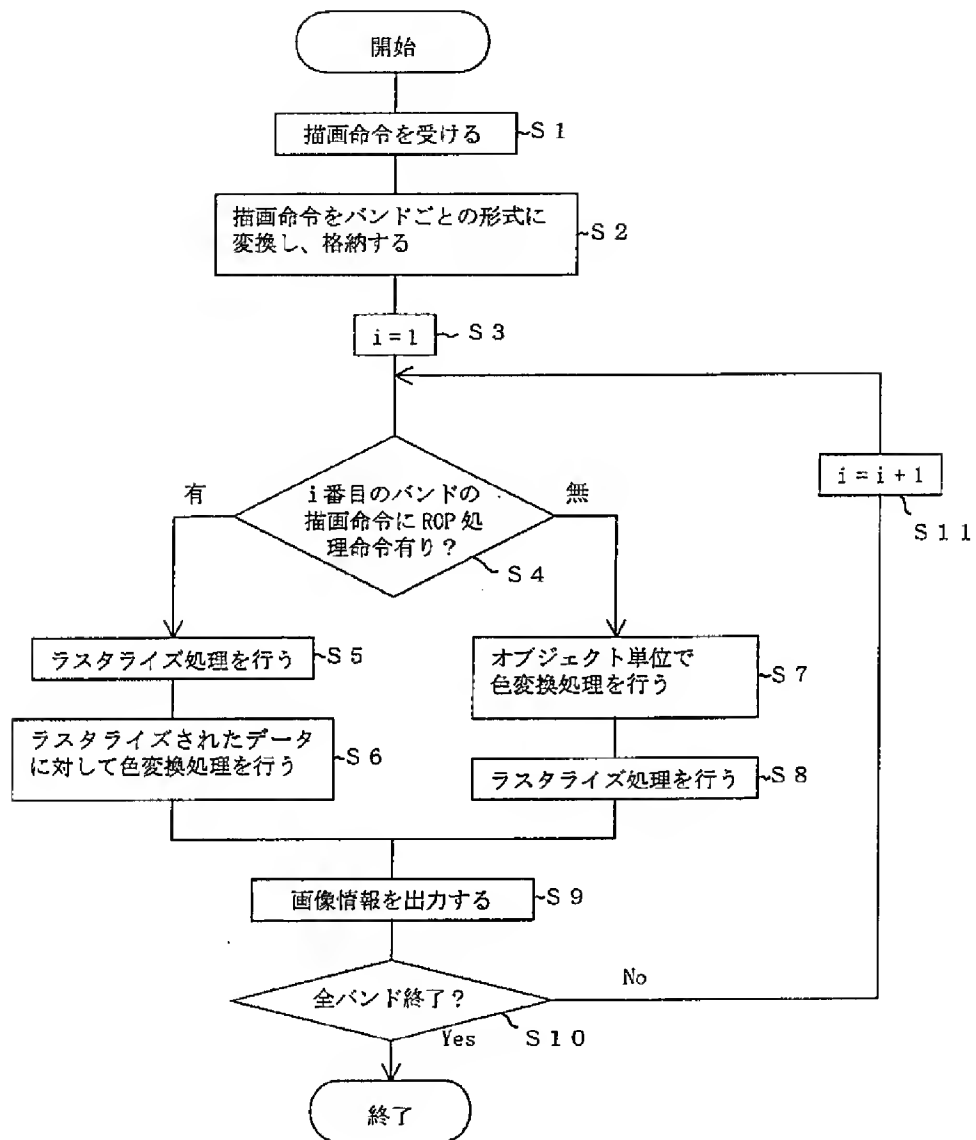 開始
描画命令を受ける
~S1
描画命令をバンドごとの形式に
変換し、格納する
~S2
i=1
~S3
i=i+1
S11
有
i番目のバンドの
描画命令にROP処
理命令有り?
無
S4
ラスタライズ処理を行う
~S5
オブジェクト単位で
色変換処理を行う
~S7
ラスタライズされたデータ
に対して色変換処理を行う
~S6
ラスタライズ処理を行う
~S8
画像情報を出力する
~S9
全バンド終了?
No
Yes
S10
終了